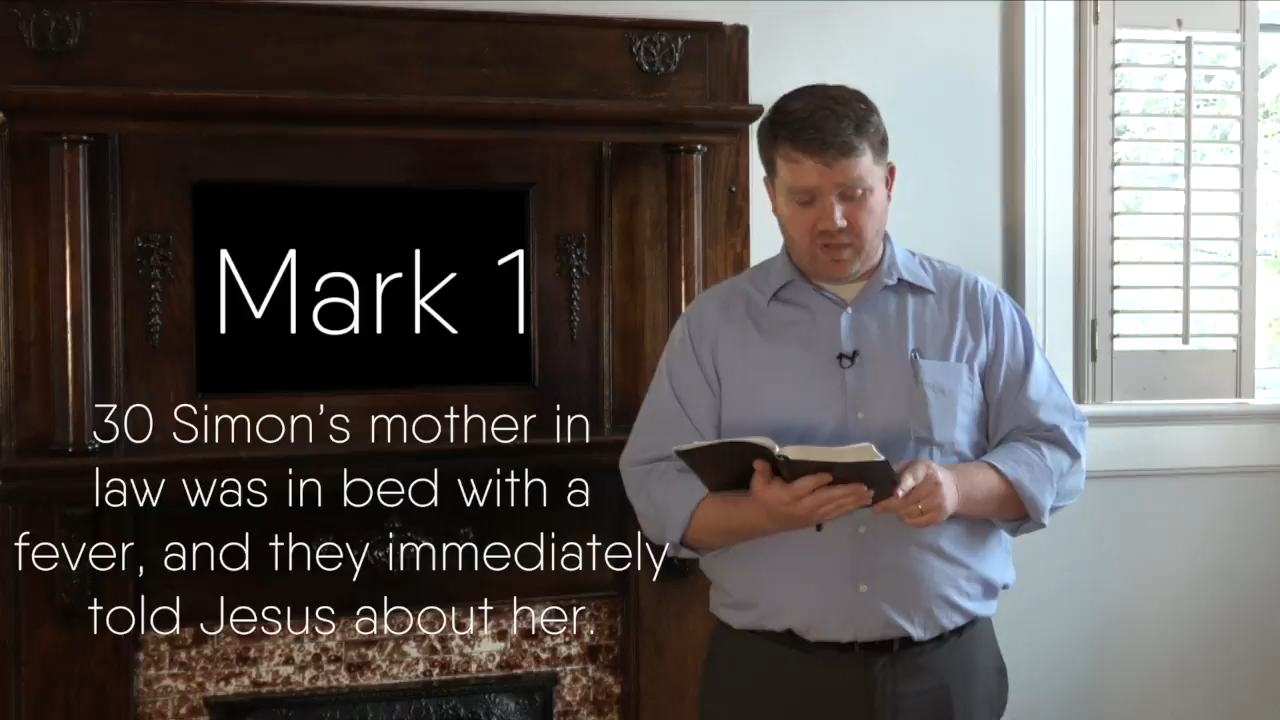 Mark 1
30 Simon’s mother in
law was in bed with a
fever, and they immediately
told Jesus about her.